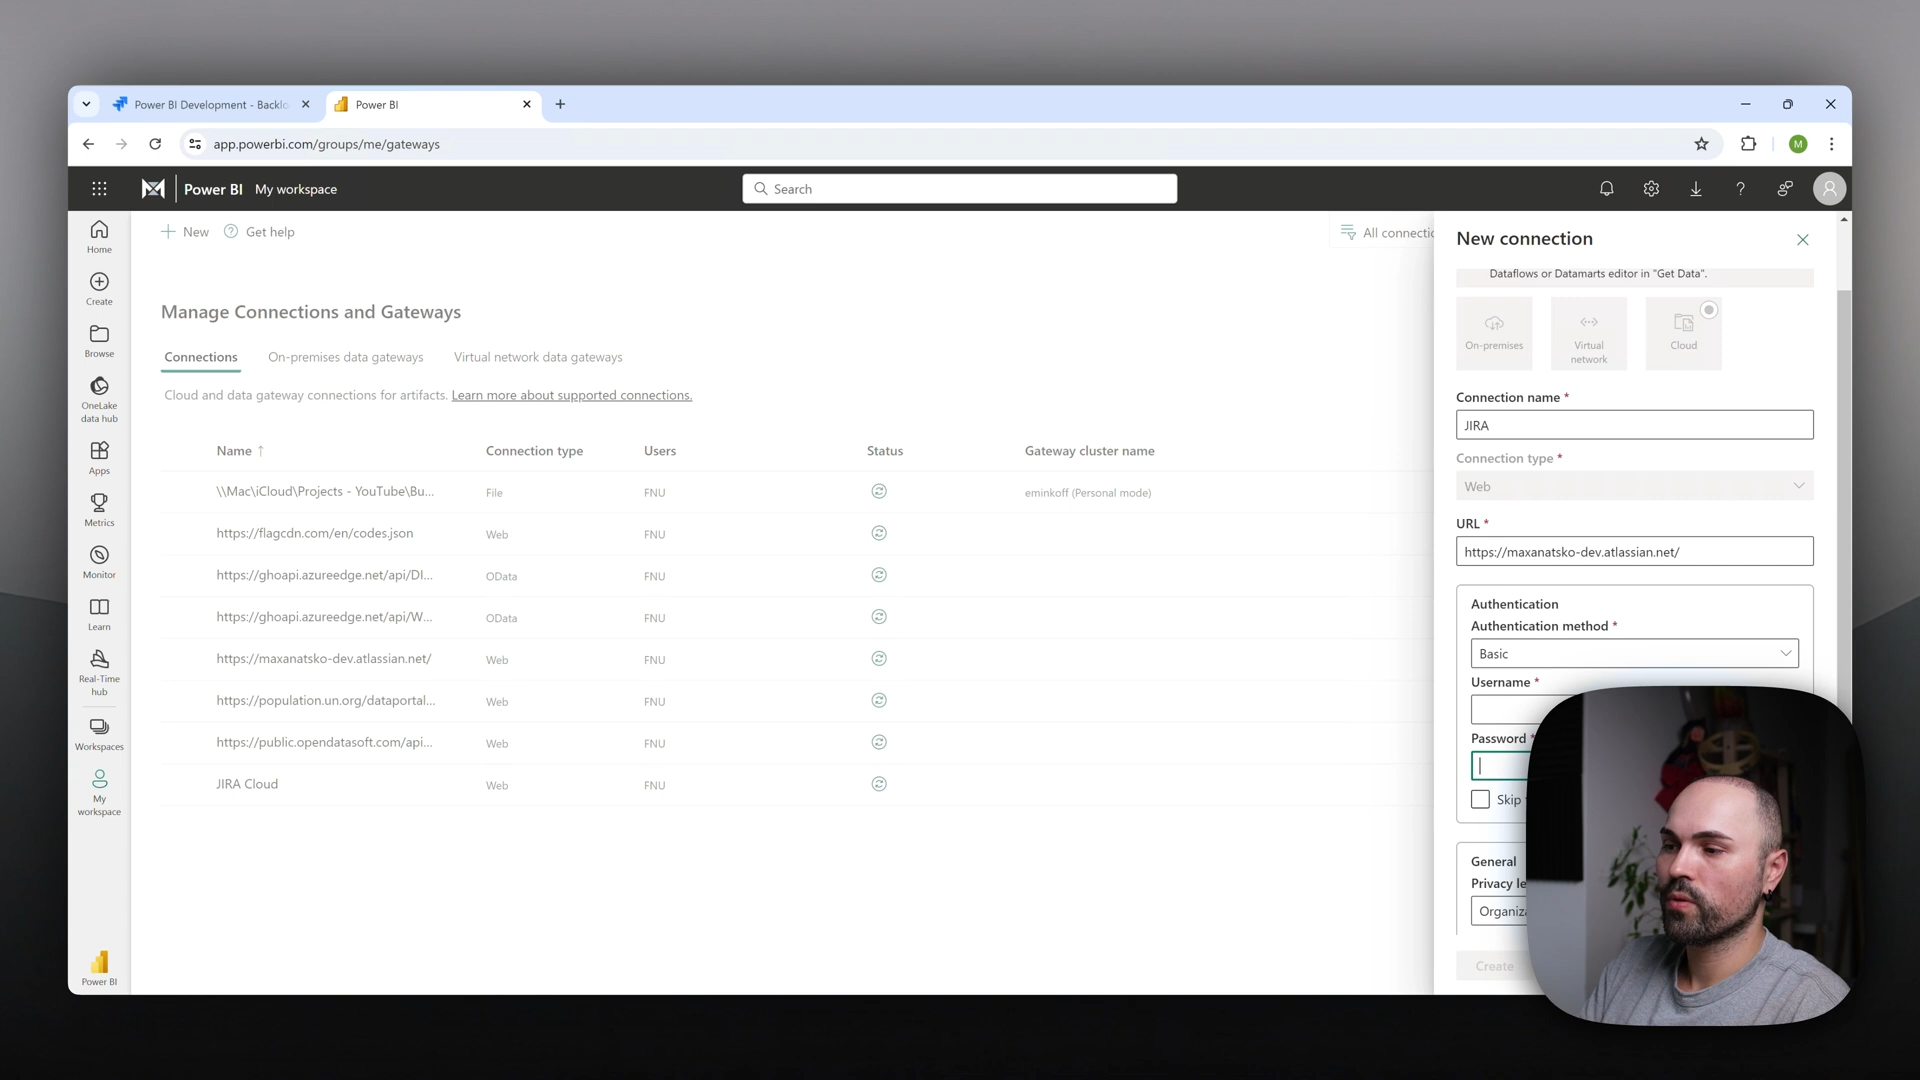 Power BI Development - Backlo
Power BI
app.powerbi.com/groups/me/gateways
M
Power BI My workspace
Search
Home
Create
Browse
OneLake
data hub
Apps
Metrics
Monitor
Learn
Real-Time
hub
Workspaces
My
workspace
Power BI
New
Get help
All connectio
Manage Connections and Gateways
Connections
On-premises data gateways
Virtual network data gateways
Cloud and data gateway connections for artifacts. Learn more about supported connections.
Name ↑ Connection type Users Status Gateway cluster name
\\Mac\iCloud\Projects - YouTube\Bu... File FNU eminkoff (Personal mode)
https://flagcdn.com/en/codes.json Web FNU
https://ghoapi.azureedge.net/api/DI... OData FNU
https://ghoapi.azureedge.net/api/W... OData FNU
https://maxanatsko-dev.atlassian.net/ Web FNU
https://population.un.org/dataportal... Web FNU
https://public.opendatasoft.com/api... Web FNU
JIRA Cloud Web FNU
New connection
Dataflows or Datamarts editor in "Get Data".
On-premises
Virtual
network
Cloud
Connection name *
JIRA
Connection type *
Web
URL *
https://maxanatsko-dev.atlassian.net/
Authentication
Authentication method *
Basic
Username *
Password *
Skip
General
Privacy le
Organiza
Create